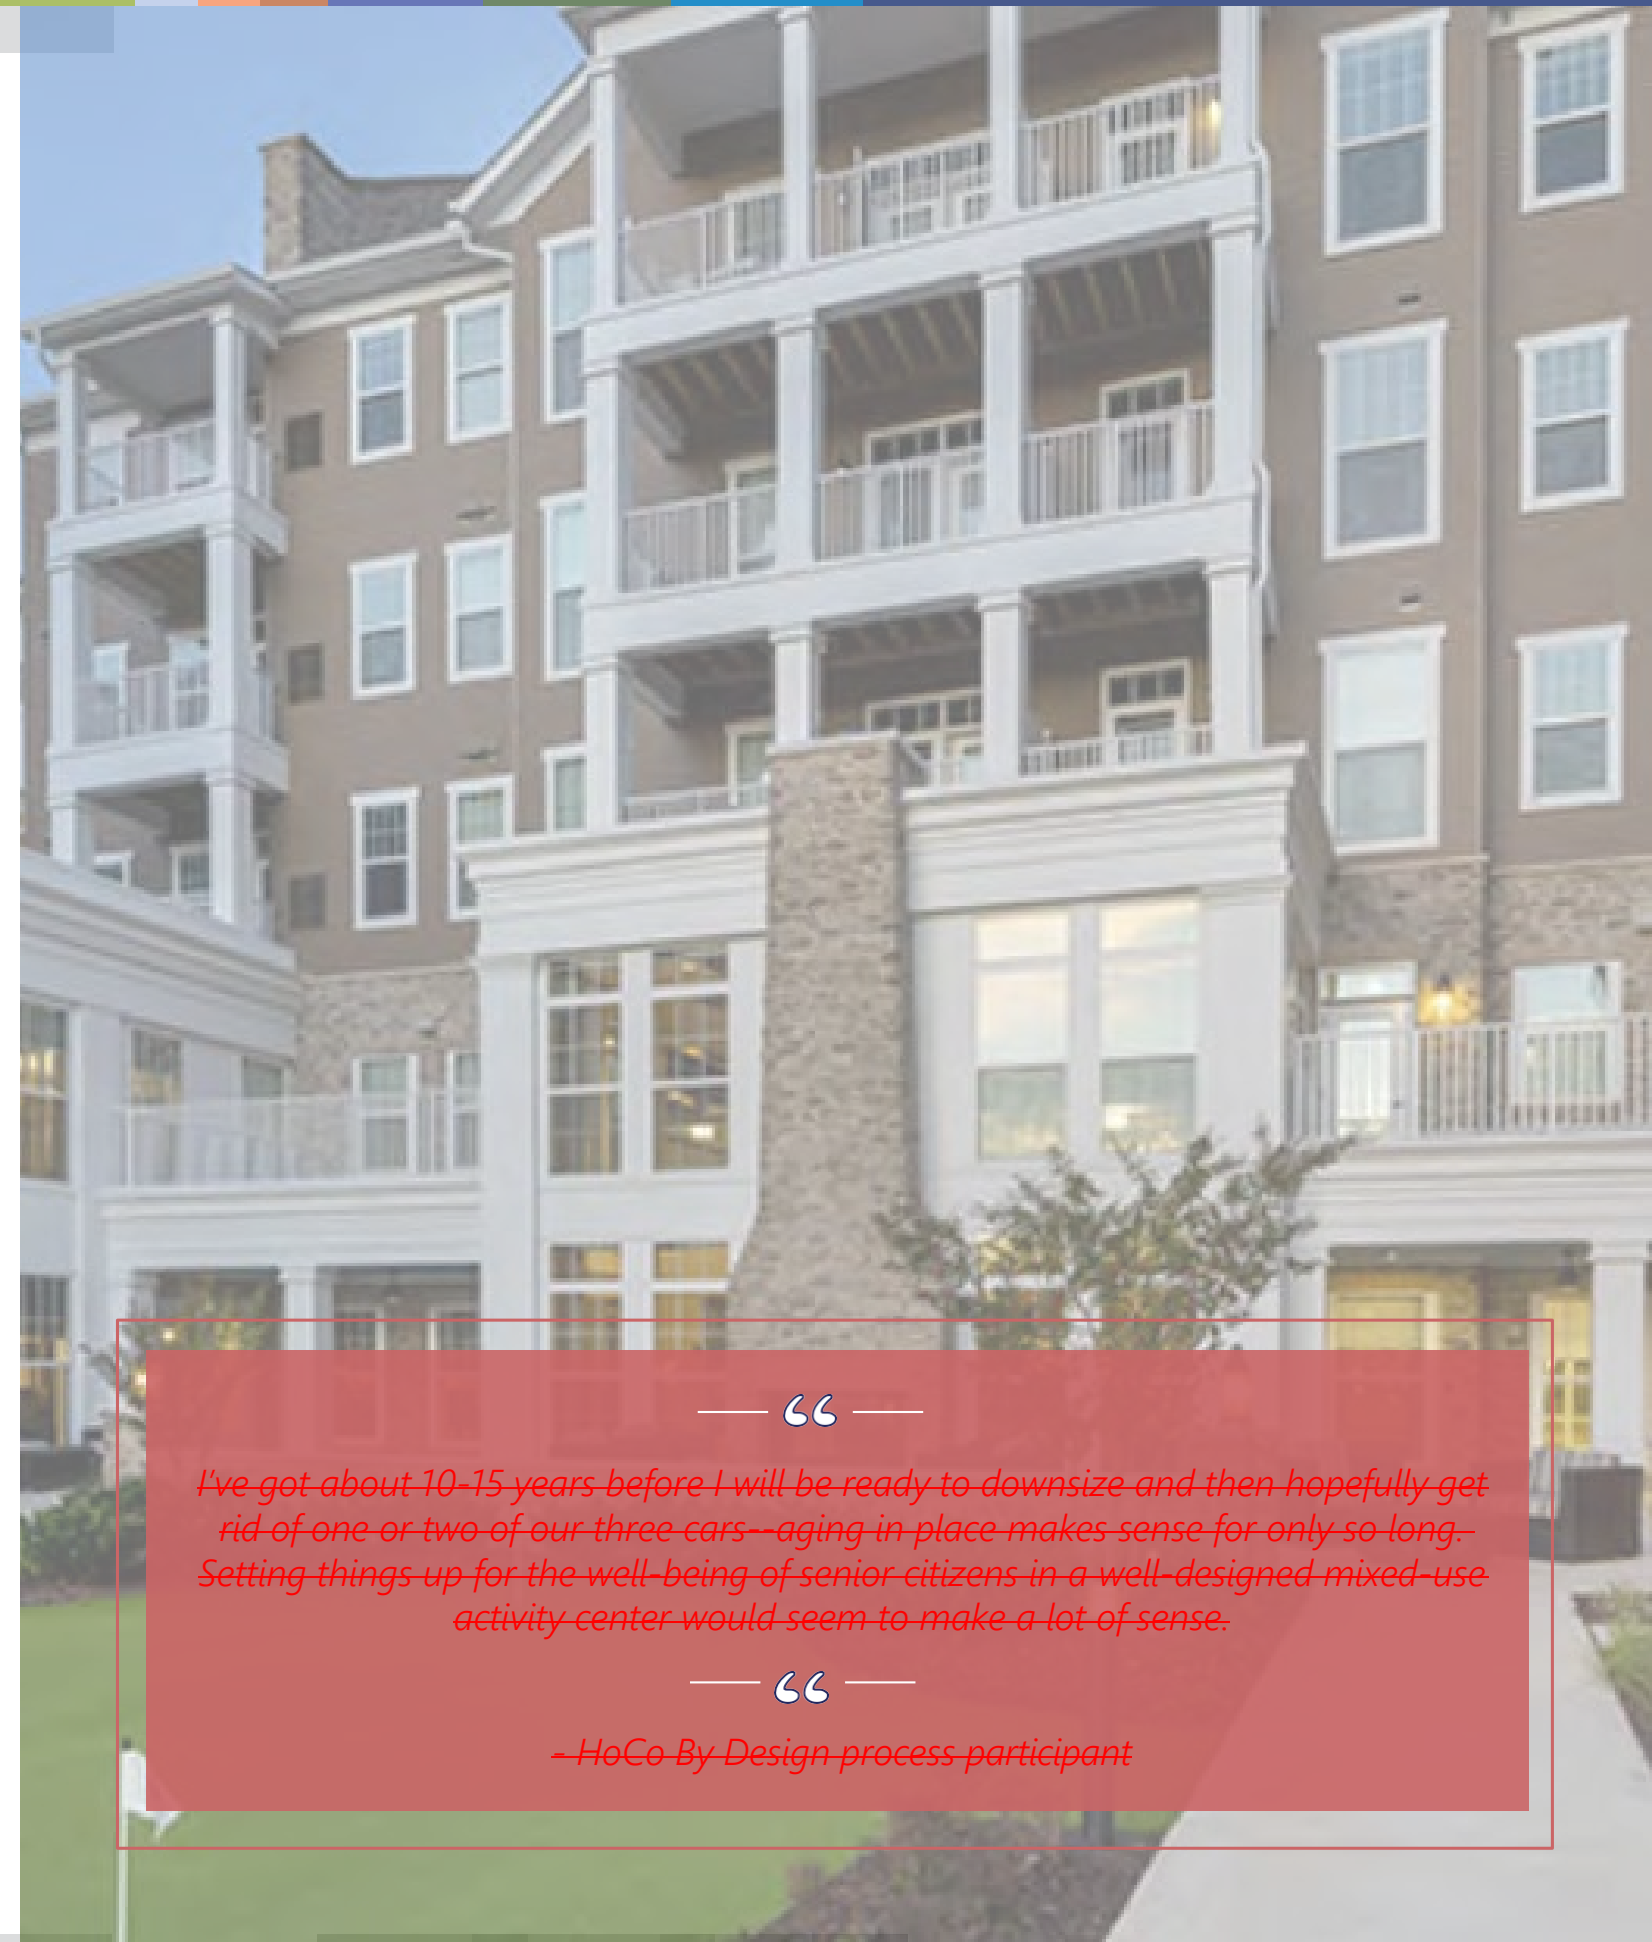 “
I've got about 10-15 years before I will be ready to downsize and then hopefully get
rid of one or two of our three cars--aging in place makes sense for only so long.
Setting things up for the well-being of senior citizens in a well-designed mixed-use
activity center would seem to make a lot of sense.
“
- HoCo By Design process participant